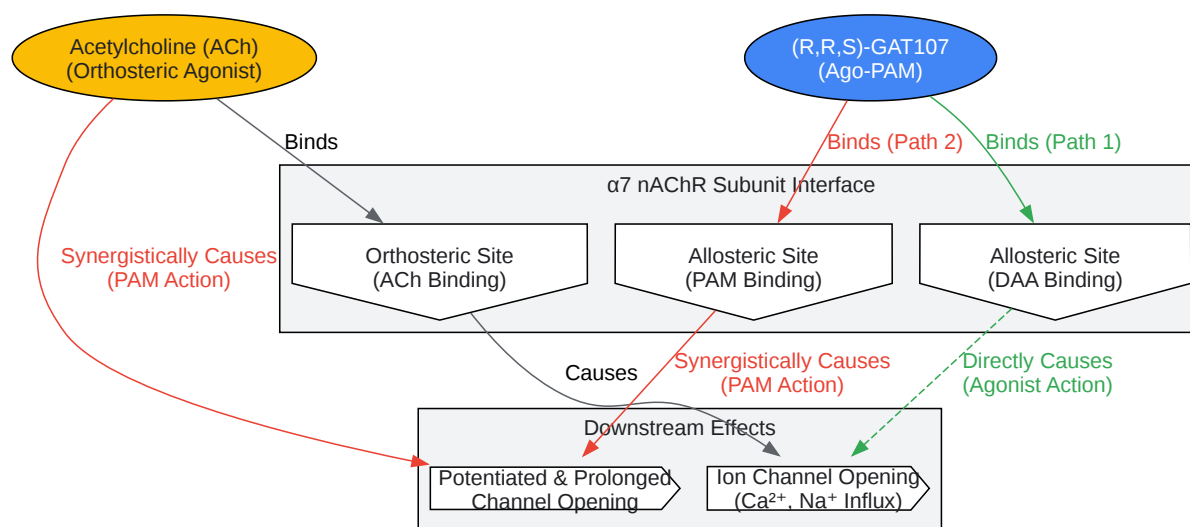 Acetylcholine (ACh)
(Orthosteric Agonist)
(R,R,S)-GAT107
(Ago-PAM)
Binds
Binds (Path 2)
Binds (Path 1)
α7 nAChR Subunit Interface
Orthosteric Site
(ACh Binding)
Allosteric Site
(PAM Binding)
Allosteric Site
(DAA Binding)
Synergistically Causes
(PAM Action)
Causes
Synergistically Causes
(PAM Action)
Directly Causes
(Agonist Action)
Downstream Effects
Potentiated & Prolonged
Channel Opening
Ion Channel Opening
(Ca²⁺, Na⁺ Influx)